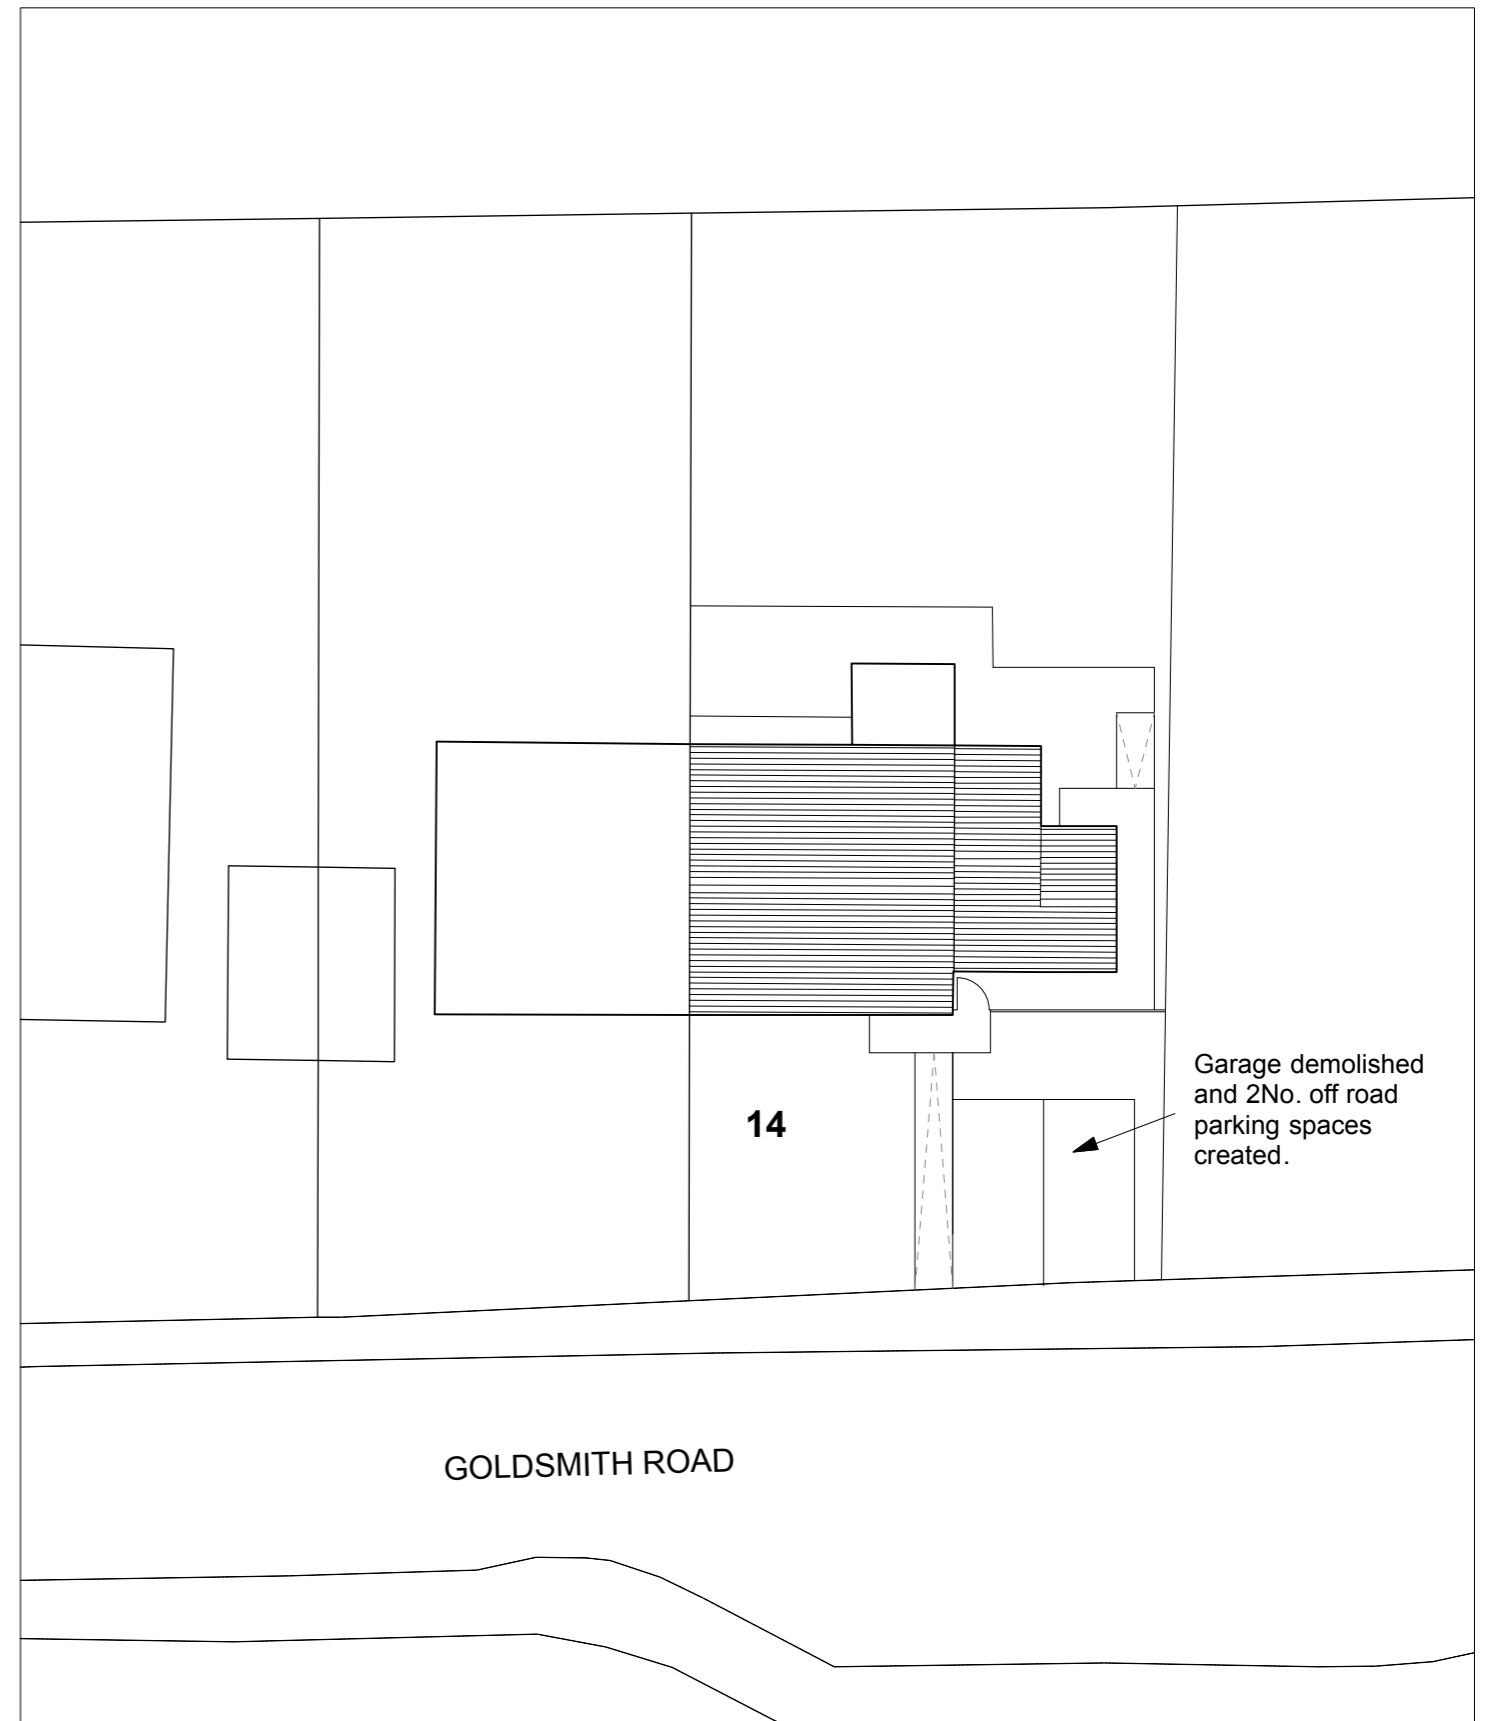 Garage demolished
and 2No. off road
parking spaces
created.
14
GOLDSMITH ROAD